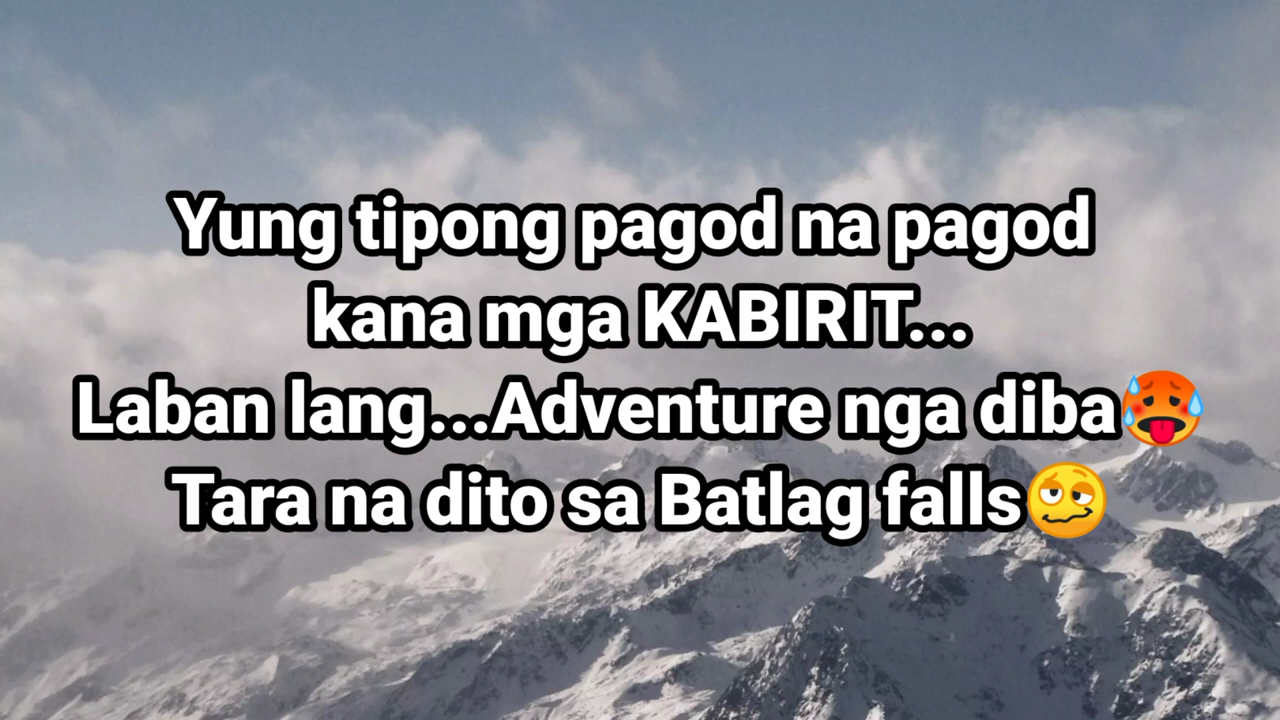 Yung tipong pagod na pagod
kana mga KABIRIT...
Laban lang...Adventure nga diba🥵
Tara na dito sa Batlag falls🥴